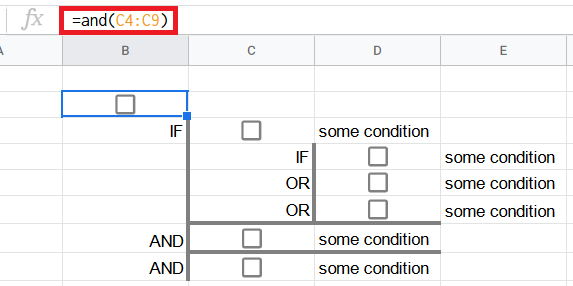 fx =and(C4:C9)
A B C D E
IF some condition
IF some condition
OR some condition
OR some condition
AND some condition
AND some condition